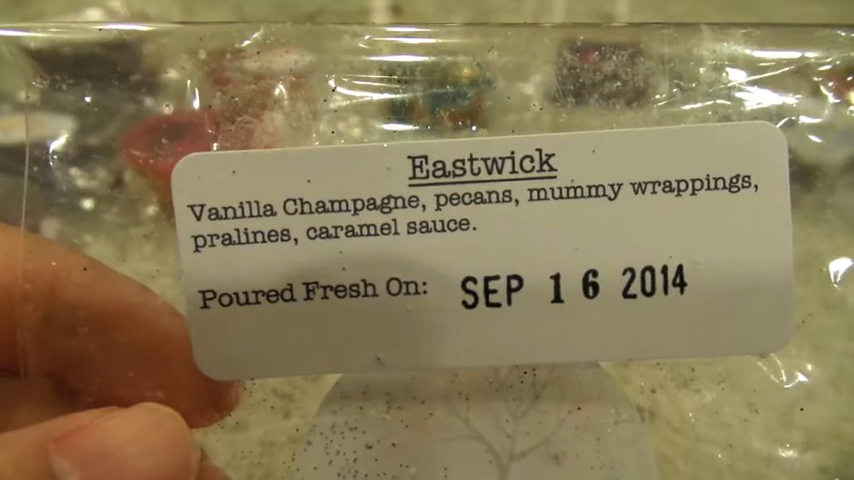 Eastwick
Vanilla Champagne, pecans, mummy wrappings,
pralines, caramel sauce.
Poured Fresh On: SEP 16 2014